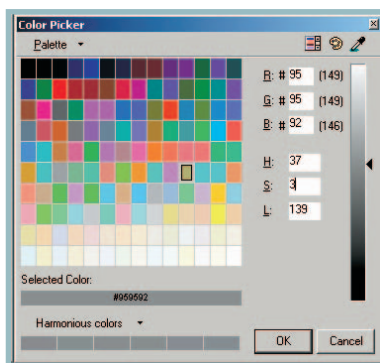 Color Picker
Palette
R: # 95 (149)
G: # 95 (149)
B: # 92 (146)
H: 37
S: 3
L: 139
Selected Color:
#959592
Harmonious colors
OK Cancel